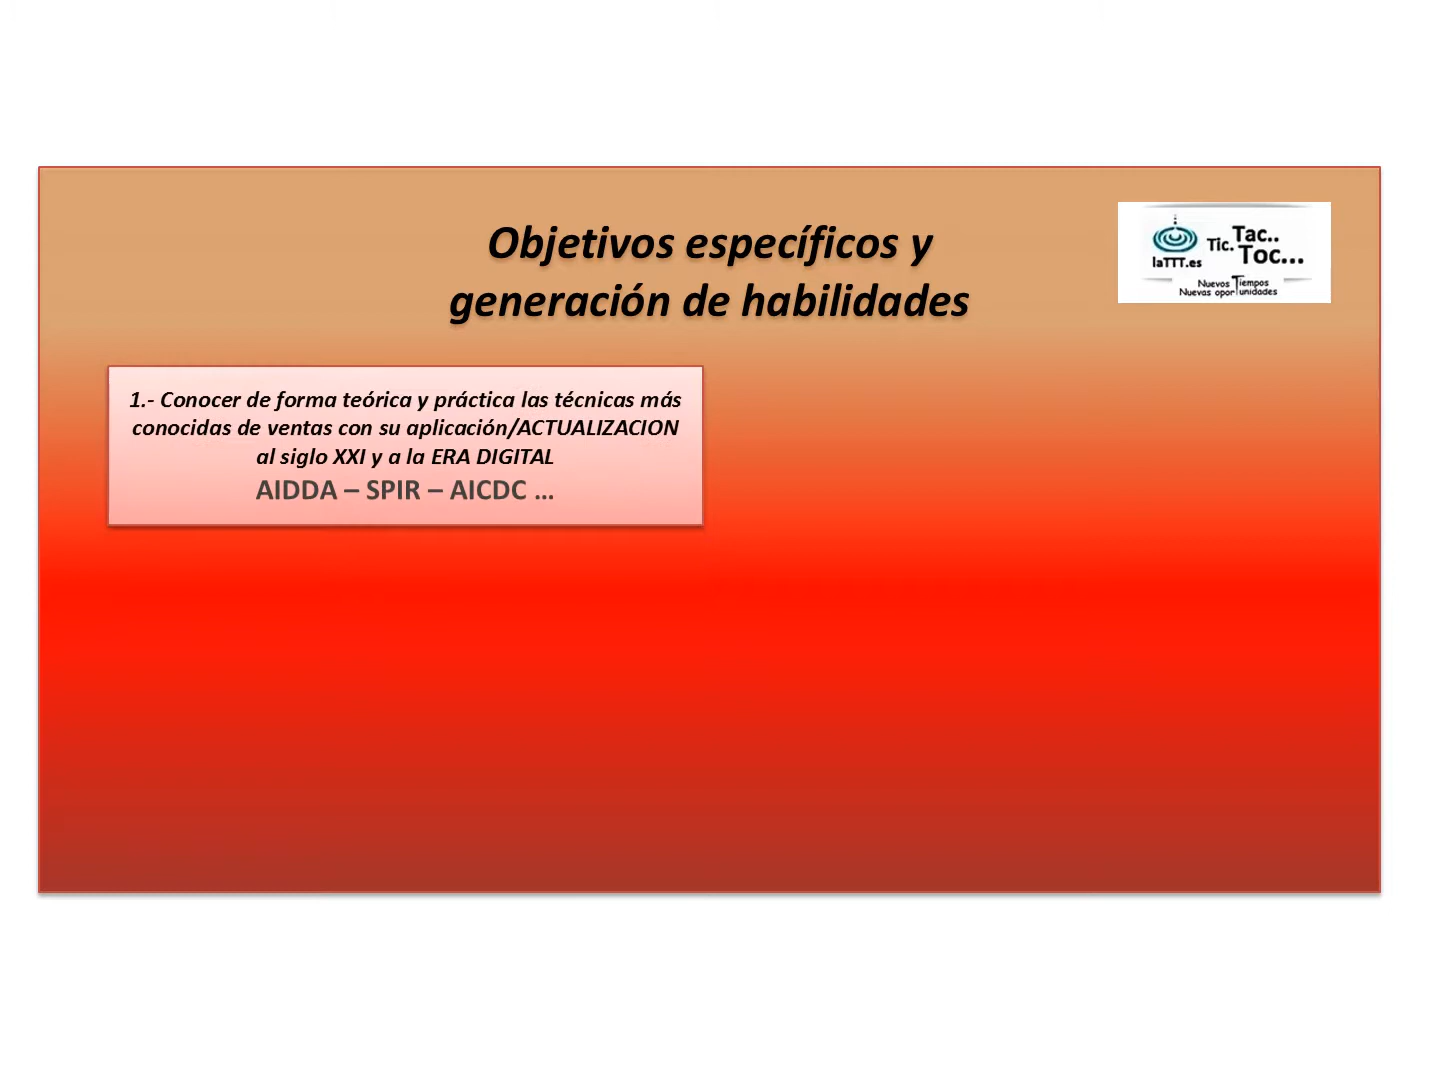 Objetivos específicos y
generación de habilidades
laTTT.es
Tic. Tac..
Toc...
Nuevos Tiempos
Nuevas oportunidades
1.- Conocer de forma teórica y práctica las técnicas más
conocidas de ventas con su aplicación/ACTUALIZACION
al siglo XXI y a la ERA DIGITAL
AIDDA – SPIR – AICDC ...